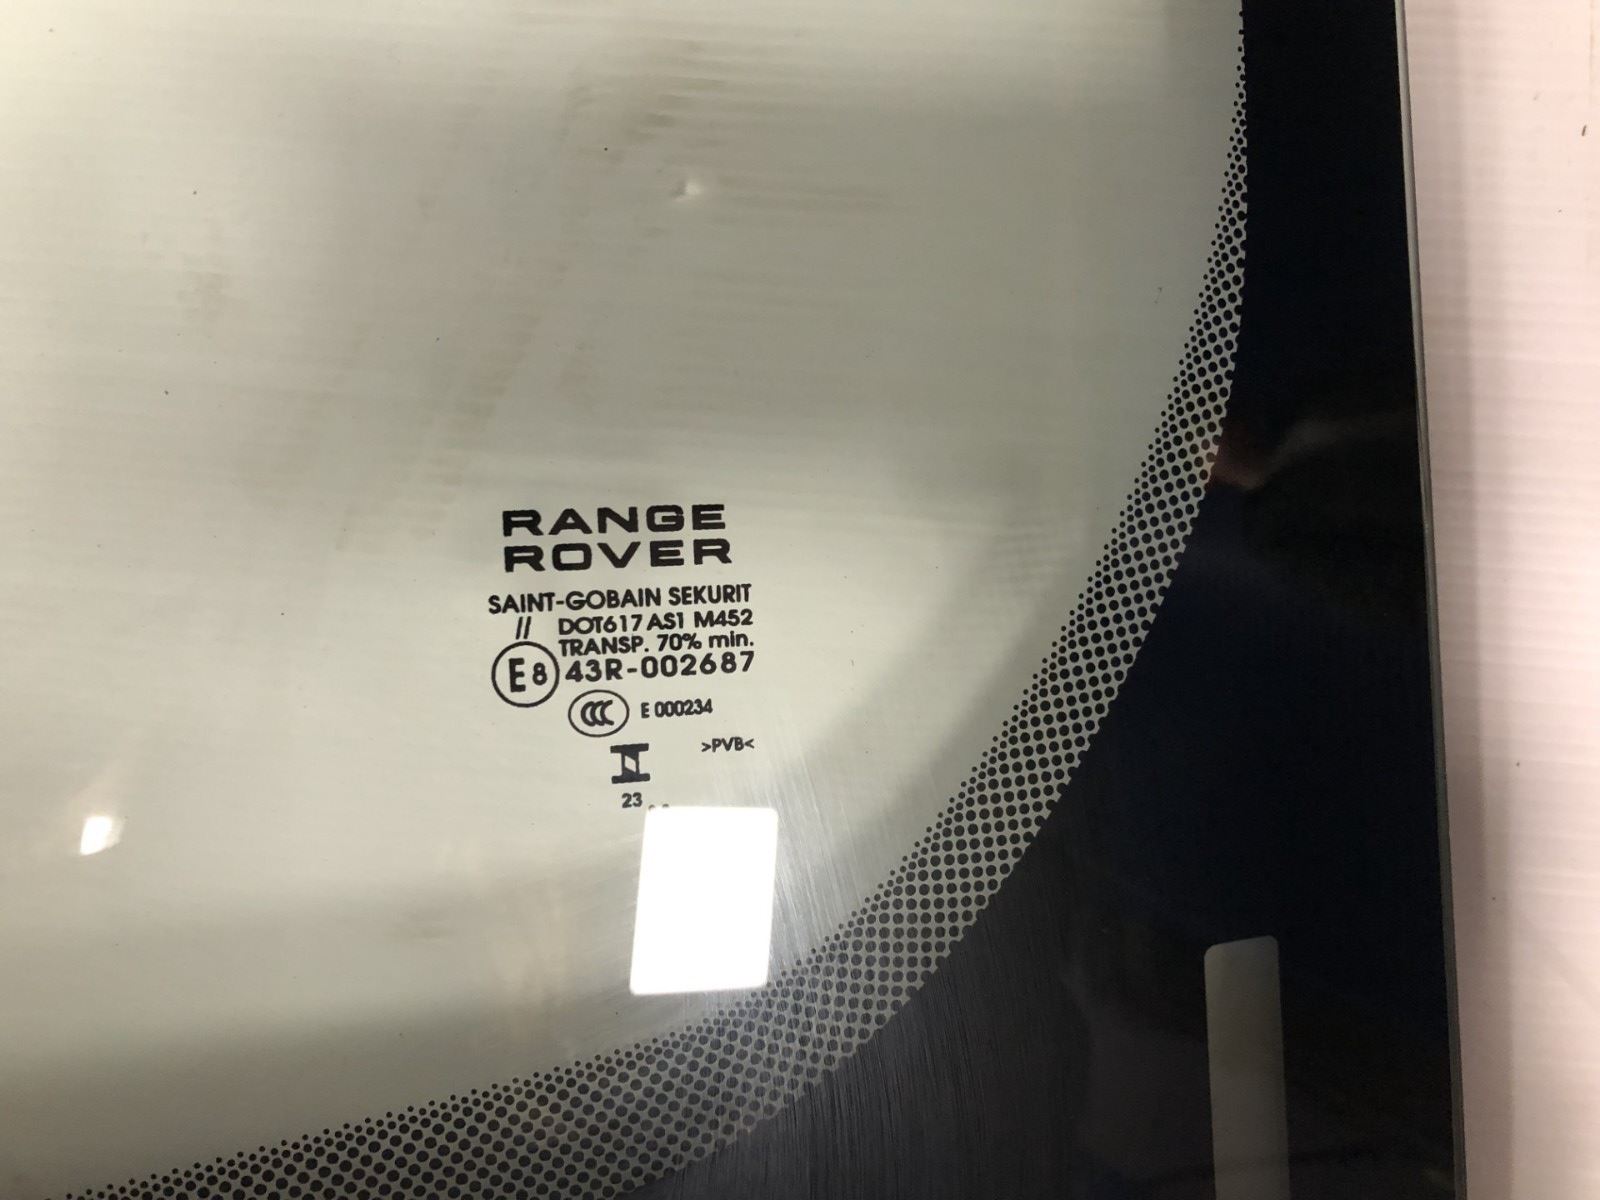 RANGE
ROVER
SAINT-GOBAIN SEKURIT
// DOT617 AS1 M452
TRANSP. 70% min.
E8 43R-002687
CCC E 000234
>PVB<
23